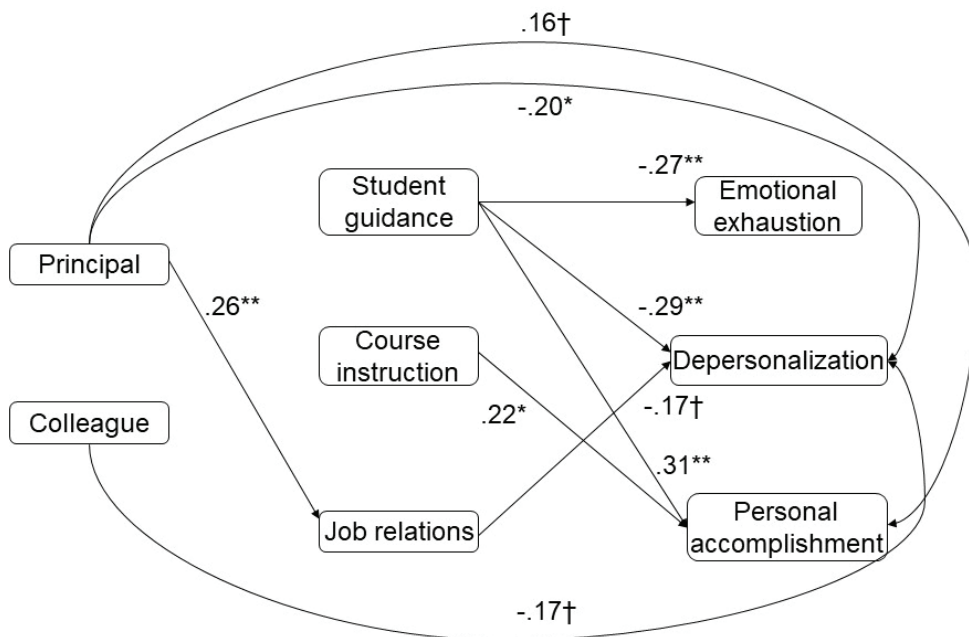 .16†
-.20*
-.27**
Student
guidance
Emotional
exhaustion
Principal
.26**
-.29**
Course
instruction
Depersonalization
Colleague
.22*
-.17†
.31**
Job relations
Personal
accomplishment
-.17†